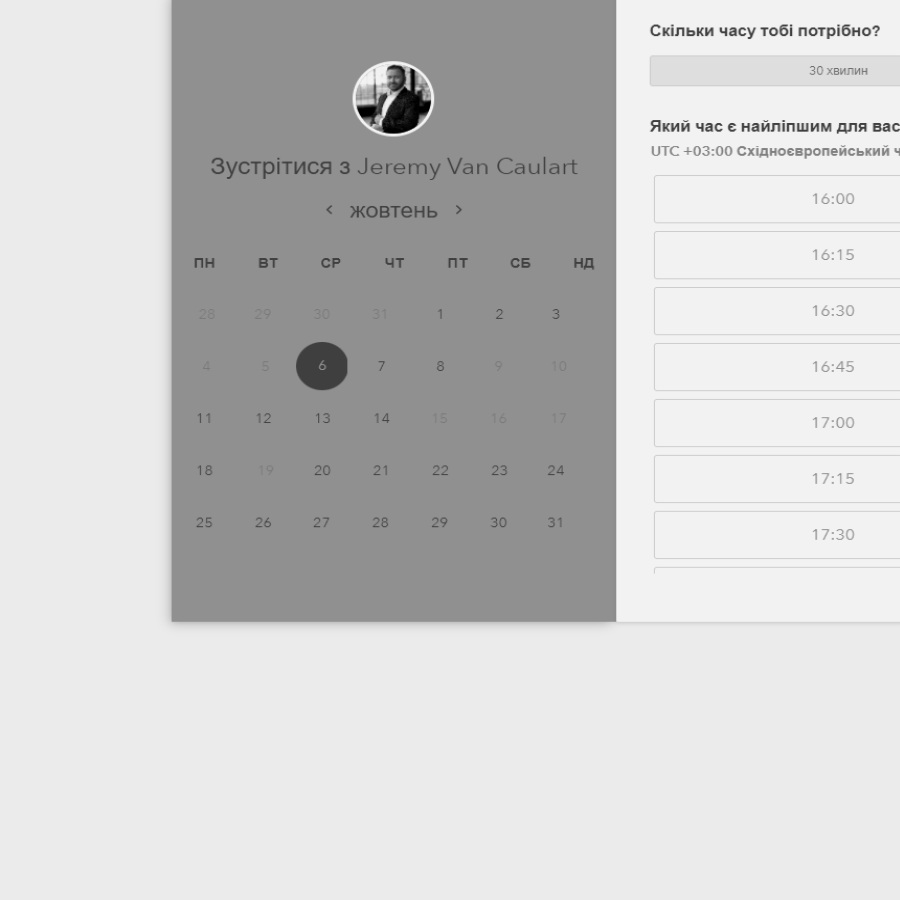 Зустрітися з Jeremy Van Caulart
жовтень
ПН ВТ СР ЧТ ПТ СБ НД
28 29 30 31 1 2 3
4 5 6 7 8 9 10
11 12 13 14 15 16 17
18 19 20 21 22 23 24
25 26 27 28 29 30 31
Скільки часу тобі потрібно?
30 хвилин
Який час є найліпшим для вас
UTC +03:00 Східноєвропейський ч
16:00
16:15
16:30
16:45
17:00
17:15
17:30